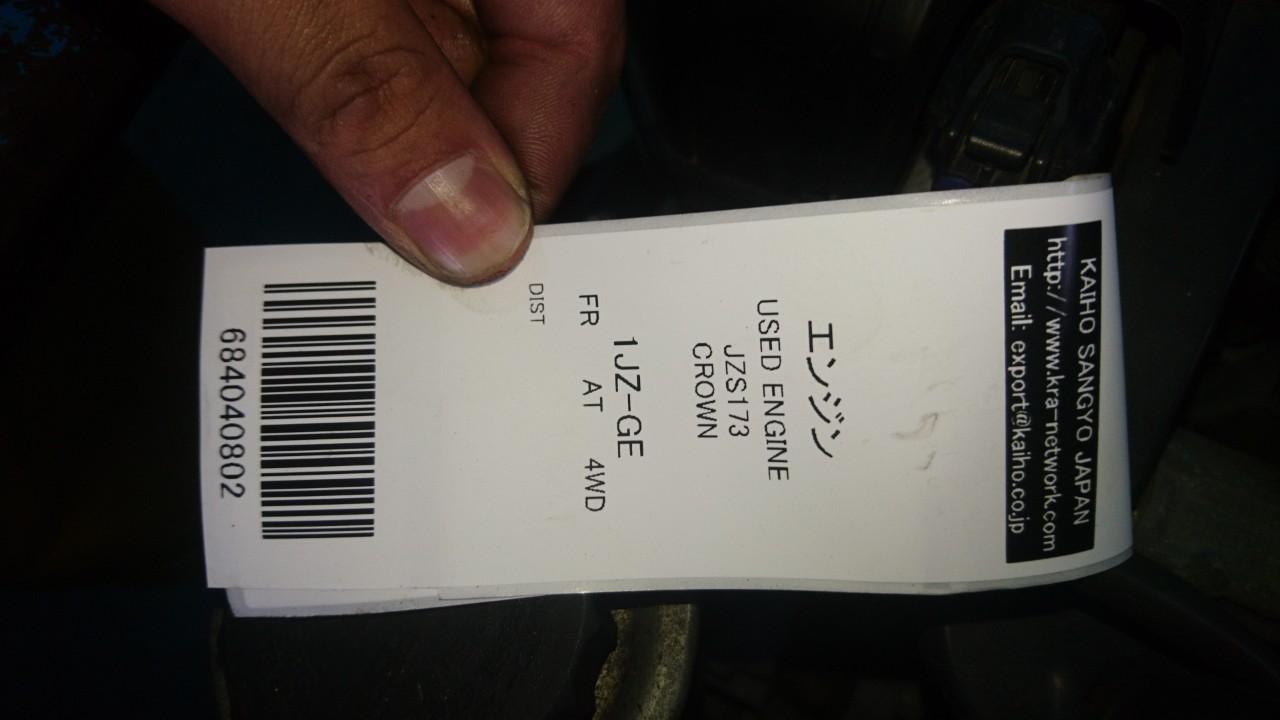 KAIHO SANGYO JAPAN
http://www.kra-network.com
Email: export@kaiho.co.jp
エンジン
USED ENGINE
JZS173
CROWN
1JZ-GE
FR AT 4WD
DIST
684040802